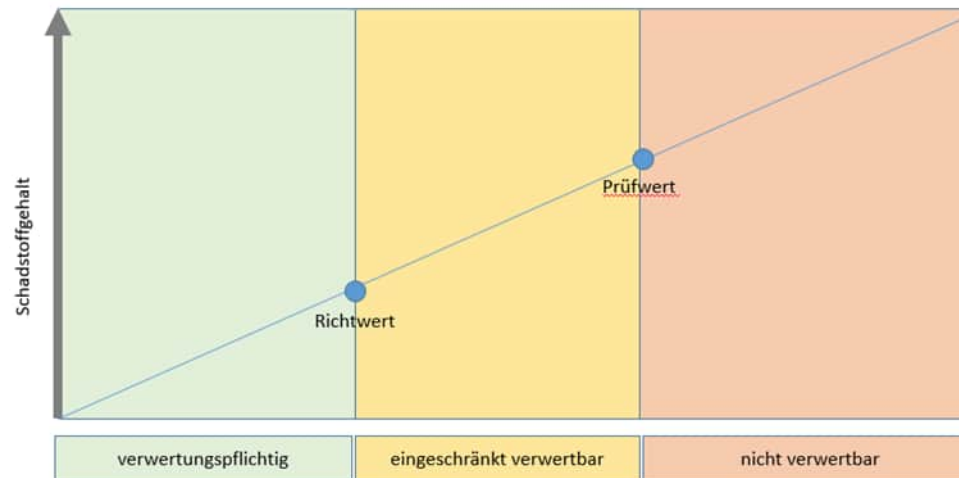 Schadstoffgehalt
Prüfwert
Richtwert
verwertungspflichtig
eingeschränkt verwertbar
nicht verwertbar